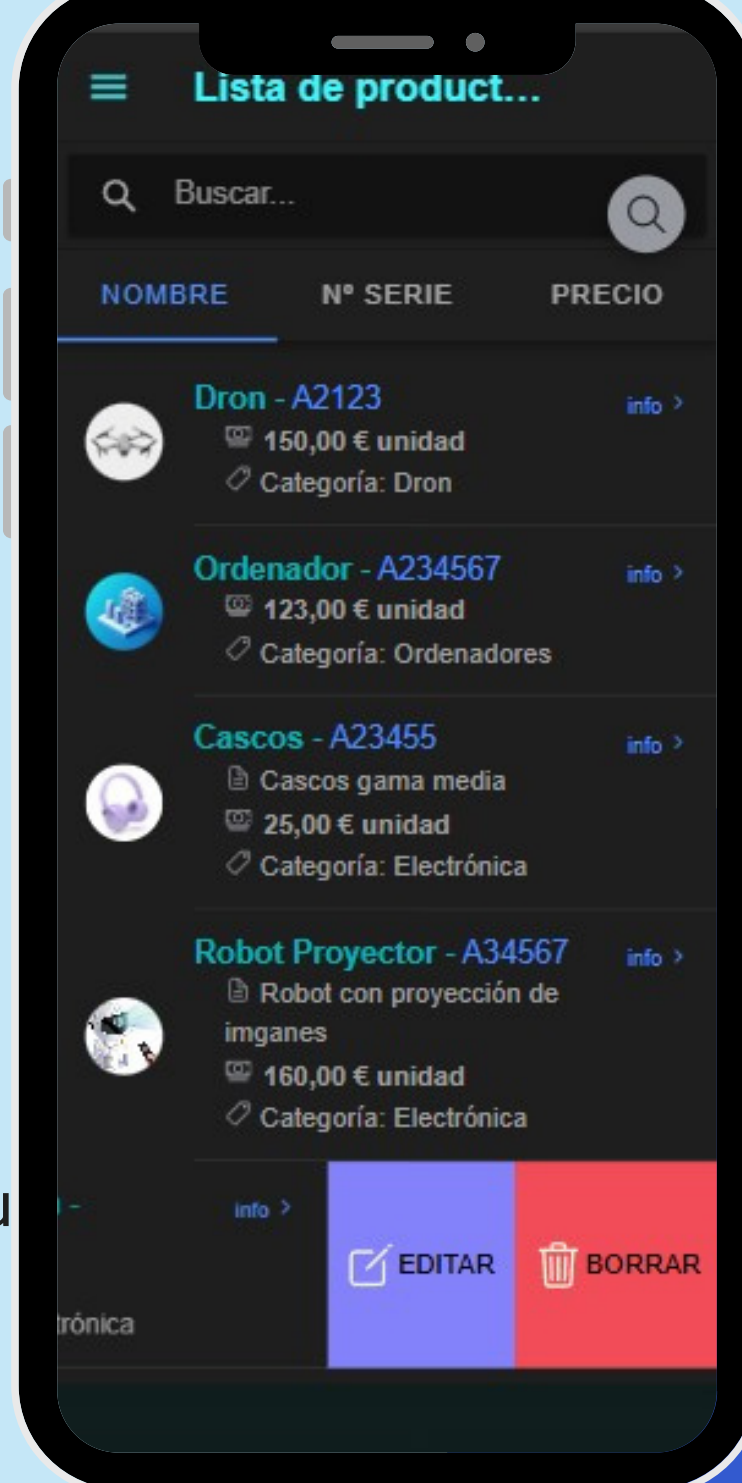 Lista de product...
Buscar...
NOMBRE Nº SERIE PRECIO
Dron - A2123 info >
150,00 € unidad
Categoría: Dron
Ordenador - A234567 info >
123,00 € unidad
Categoría: Ordenadores
Cascos - A23455 info >
Cascos gama media
25,00 € unidad
Categoría: Electrónica
Robot Proyector - A34567 info >
Robot con proyección de
imganes
160,00 € unidad
Categoría: Electrónica
- info >
EDITAR BORRAR
trónica